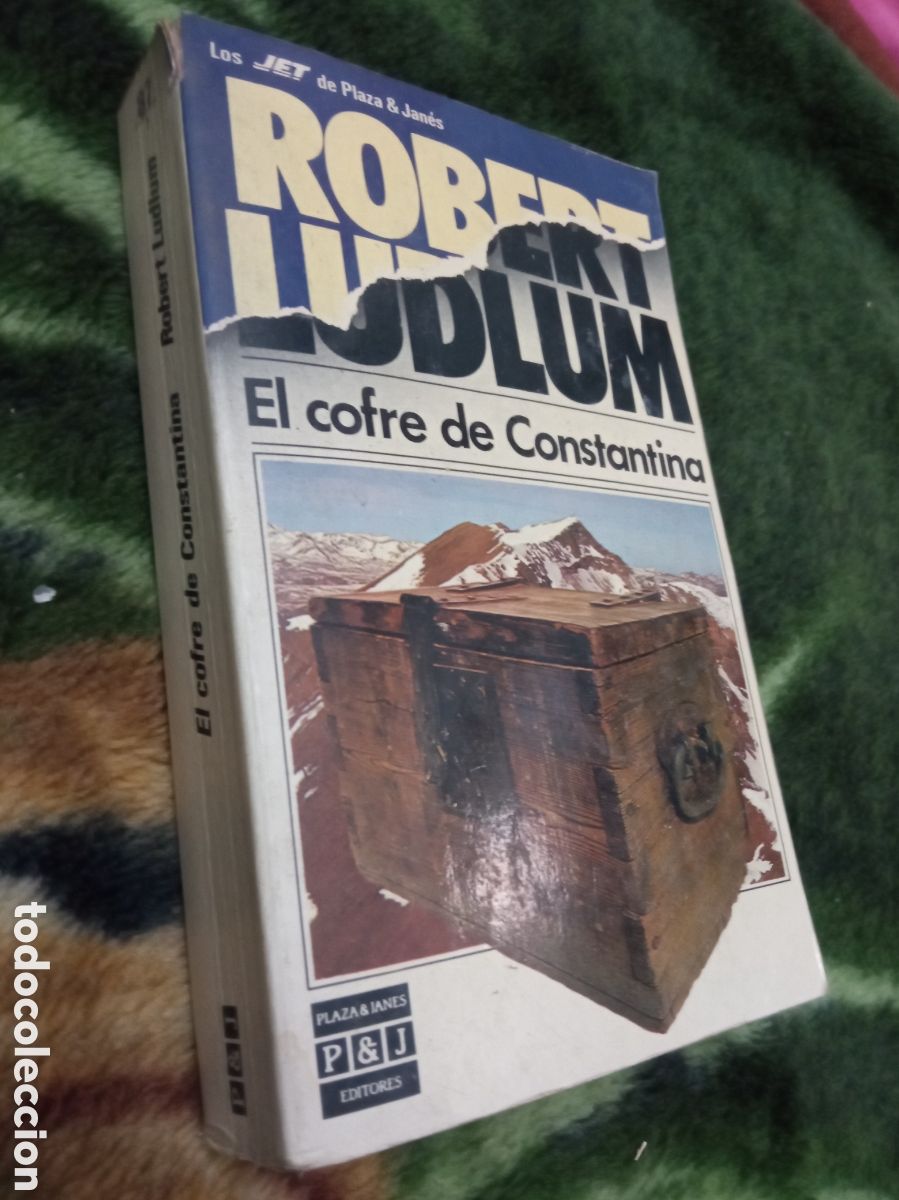 Los JET de Plaza & Janés
ROBERT
LUDLUM
El cofre de Constantina
PLAZA & JANES
P & J
EDITORES
El cofre de Constantina Robert Ludlum
P & J
todocoleccion